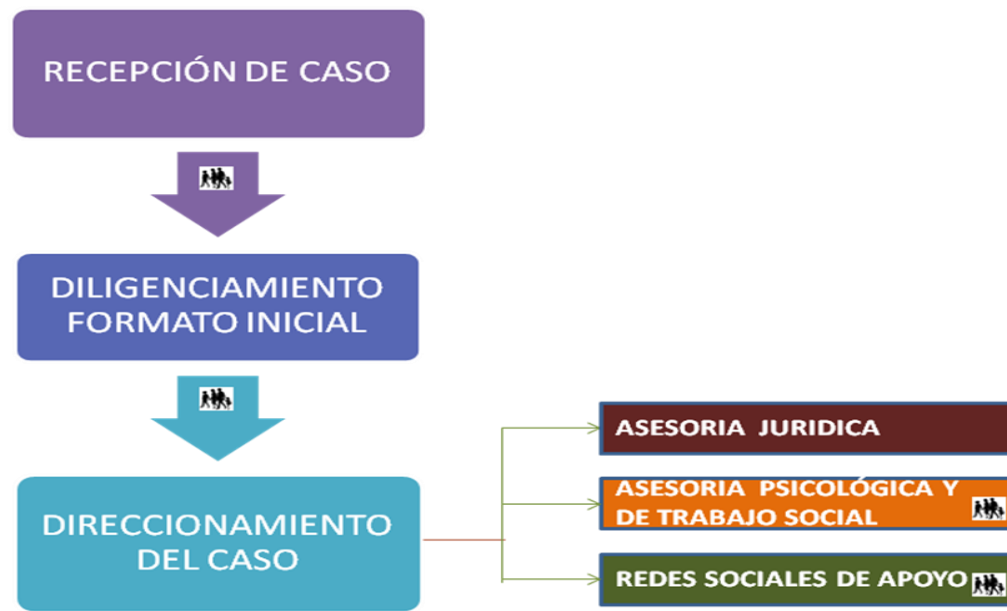 RECEPCIÓN DE CASO
DILIGENCIAMIENTO
FORMATO INICIAL
DIRECCIONAMIENTO
DEL CASO
ASESORIA JURIDICA
ASESORIA PSICOLÓGICA Y
DE TRABAJO SOCIAL
REDES SOCIALES DE APOYO